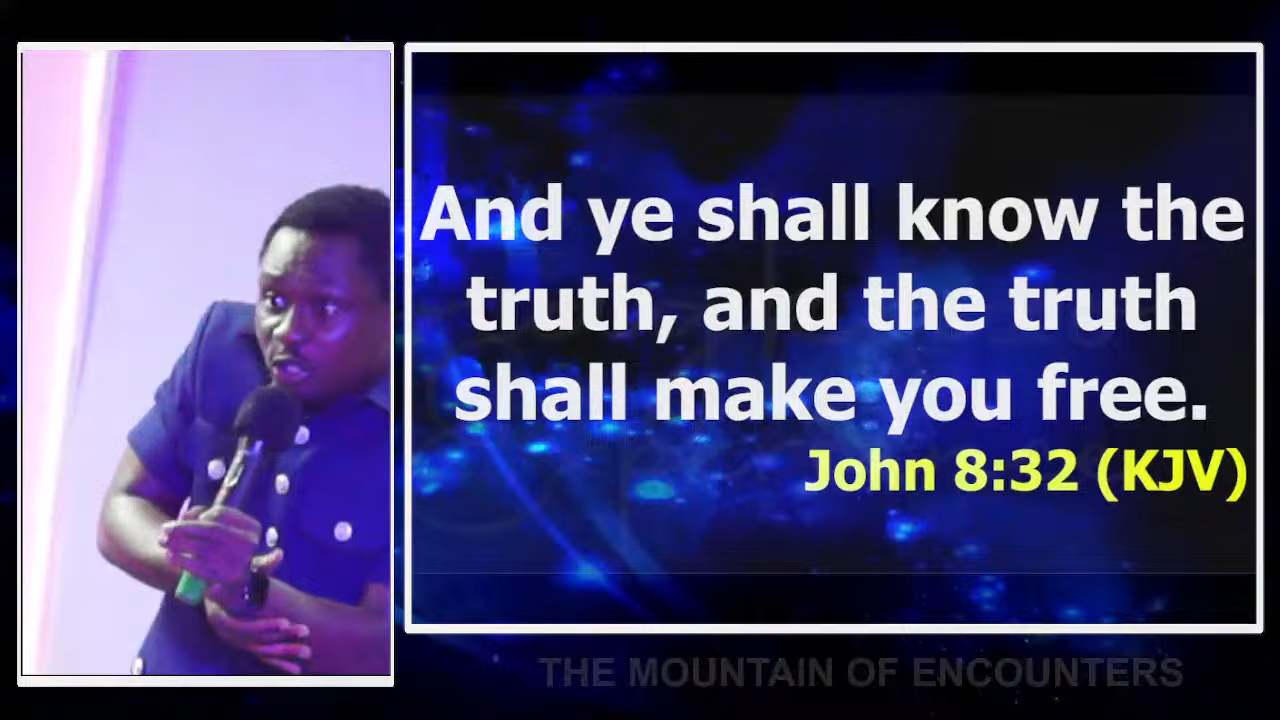 And ye shall know the
truth, and the truth
shall make you free.
John 8:32 (KJV)
THE MOUNTAIN OF ENCOUNTERS